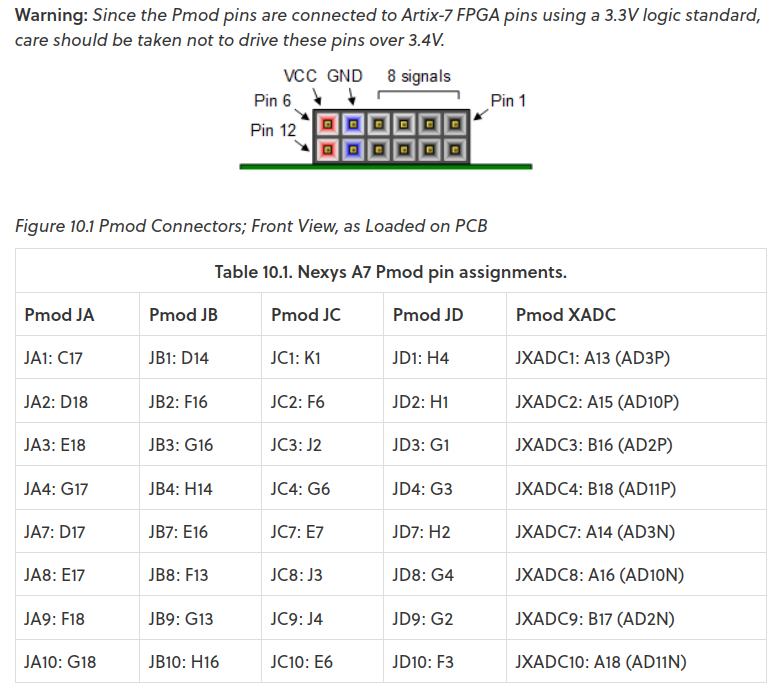 Warning: Since the Pmod pins are connected to Artix-7 FPGA pins using a 3.3V logic standard,
care should be taken not to drive these pins over 3.4V.
VCC GND 8 signals
Pin 6 Pin 1
Pin 12
Figure 10.1 Pmod Connectors; Front View, as Loaded on PCB
Table 10.1. Nexys A7 Pmod pin assignments.
Pmod JA Pmod JB Pmod JC Pmod JD Pmod XADC
JA1: C17 JB1: D14 JC1: K1 JD1: H4 JXADC1: A13 (AD3P)
JA2: D18 JB2: F16 JC2: F6 JD2: H1 JXADC2: A15 (AD10P)
JA3: E18 JB3: G16 JC3: J2 JD3: G1 JXADC3: B16 (AD2P)
JA4: G17 JB4: H14 JC4: G6 JD4: G3 JXADC4: B18 (AD11P)
JA7: D17 JB7: E16 JC7: E7 JD7: H2 JXADC7: A14 (AD3N)
JA8: E17 JB8: F13 JC8: J3 JD8: G4 JXADC8: A16 (AD10N)
JA9: F18 JB9: G13 JC9: J4 JD9: G2 JXADC9: B17 (AD2N)
JA10: G18 JB10: H16 JC10: E6 JD10: F3 JXADC10: A18 (AD11N)